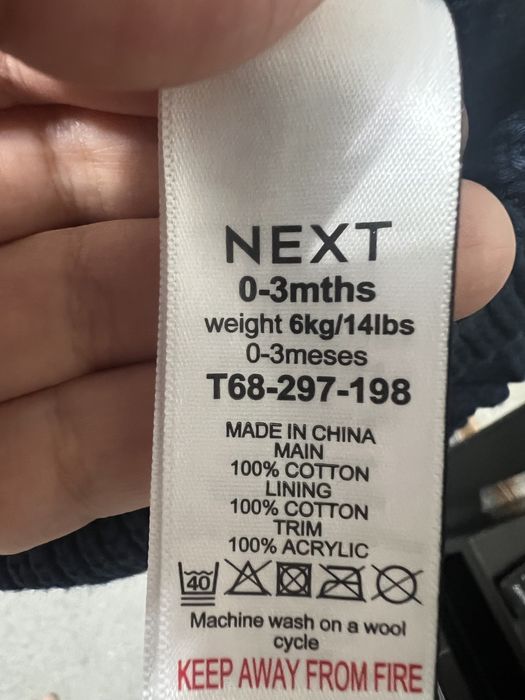 NEXT
0-3mths
weight 6kg/14lbs
0-3meses
T68-297-198
MADE IN CHINA
MAIN
100% COTTON
LINING
100% COTTON
TRIM
100% ACRYLIC
40
Machine wash on a wool
cycle
KEEP AWAY FROM FIRE